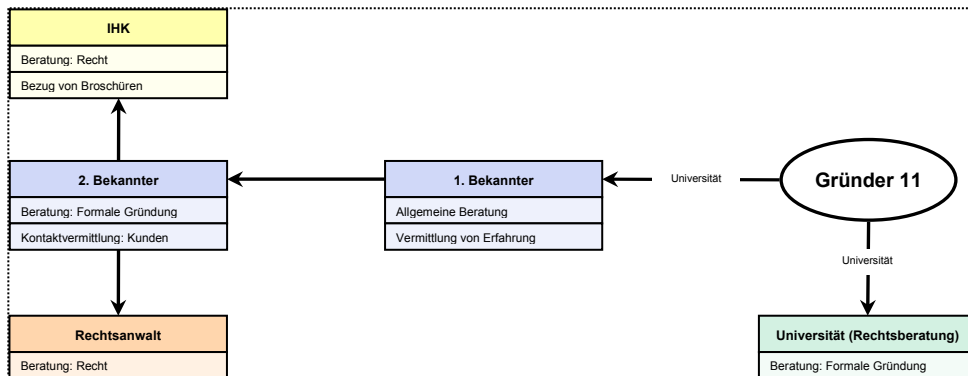 IHK
Beratung: Recht
Bezug von Broschüren
2. Bekannter
Beratung: Formale Gründung
Kontaktvermittlung: Kunden
1. Bekannter
Allgemeine Beratung
Vermittlung von Erfahrung
Universität
Gründer 11
Universität
Rechtsanwalt
Beratung: Recht
Universität (Rechtsberatung)
Beratung: Formale Gründung